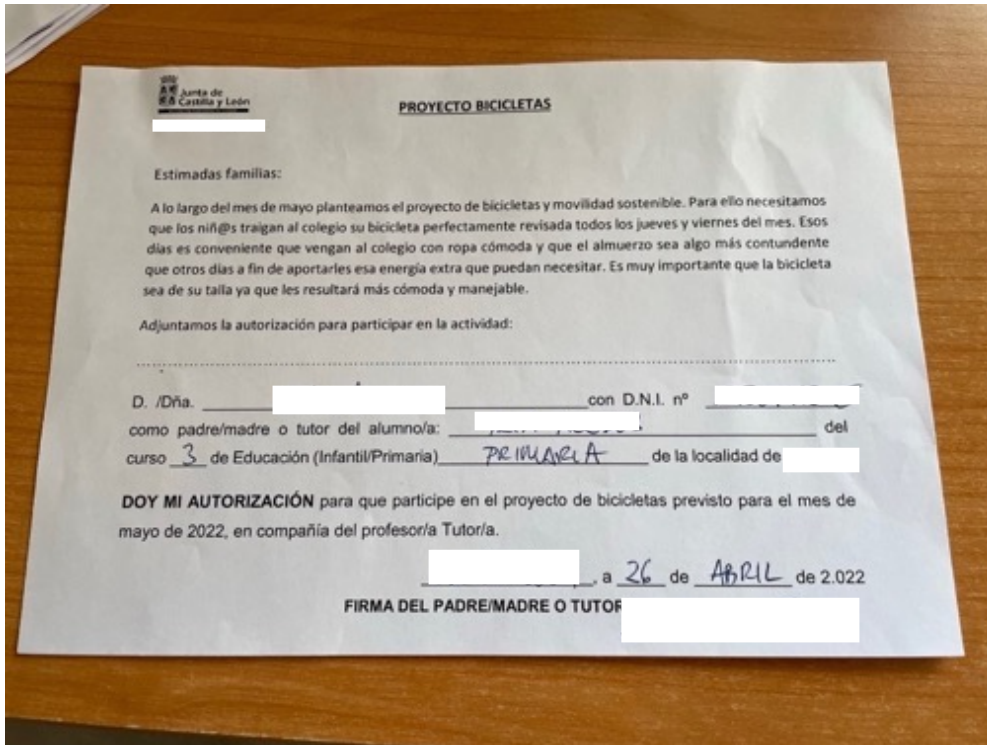 Junta de
Castilla y León
PROYECTO BICICLETAS
Estimadas familias:
A lo largo del mes de mayo planteamos el proyecto de bicicletas y movilidad sostenible. Para ello necesitamos
que los niñ@s traigan al colegio su bicicleta perfectamente revisada todos los jueves y viernes del mes. Esos
días es conveniente que vengan al colegio con ropa cómoda y que el almuerzo sea algo más contundente
que otros días a fin de aportarles esa energía extra que puedan necesitar. Es muy importante que la bicicleta
sea de su talla ya que les resultará más cómoda y manejable.
Adjuntamos la autorización para participar en la actividad:
D. /Dña. con D.N.I. nº
como padre/madre o tutor del alumno/a: del
curso 3 de Educación (Infantil/Primaria) PRIMARIA de la localidad de
DOY MI AUTORIZACIÓN para que participe en el proyecto de bicicletas previsto para el mes de
mayo de 2022, en compañía del profesor/a Tutor/a.
, a 26 de ABRIL de 2.022
FIRMA DEL PADRE/MADRE O TUTOR